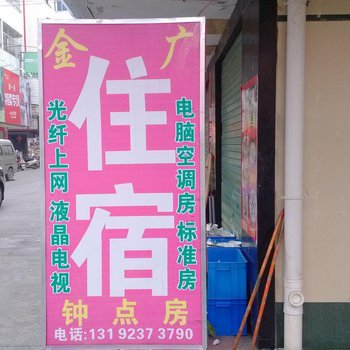 金广
住宿
光纤上网 液晶电视
电脑空调房 标准房
钟点房
电话:131 9237 3790